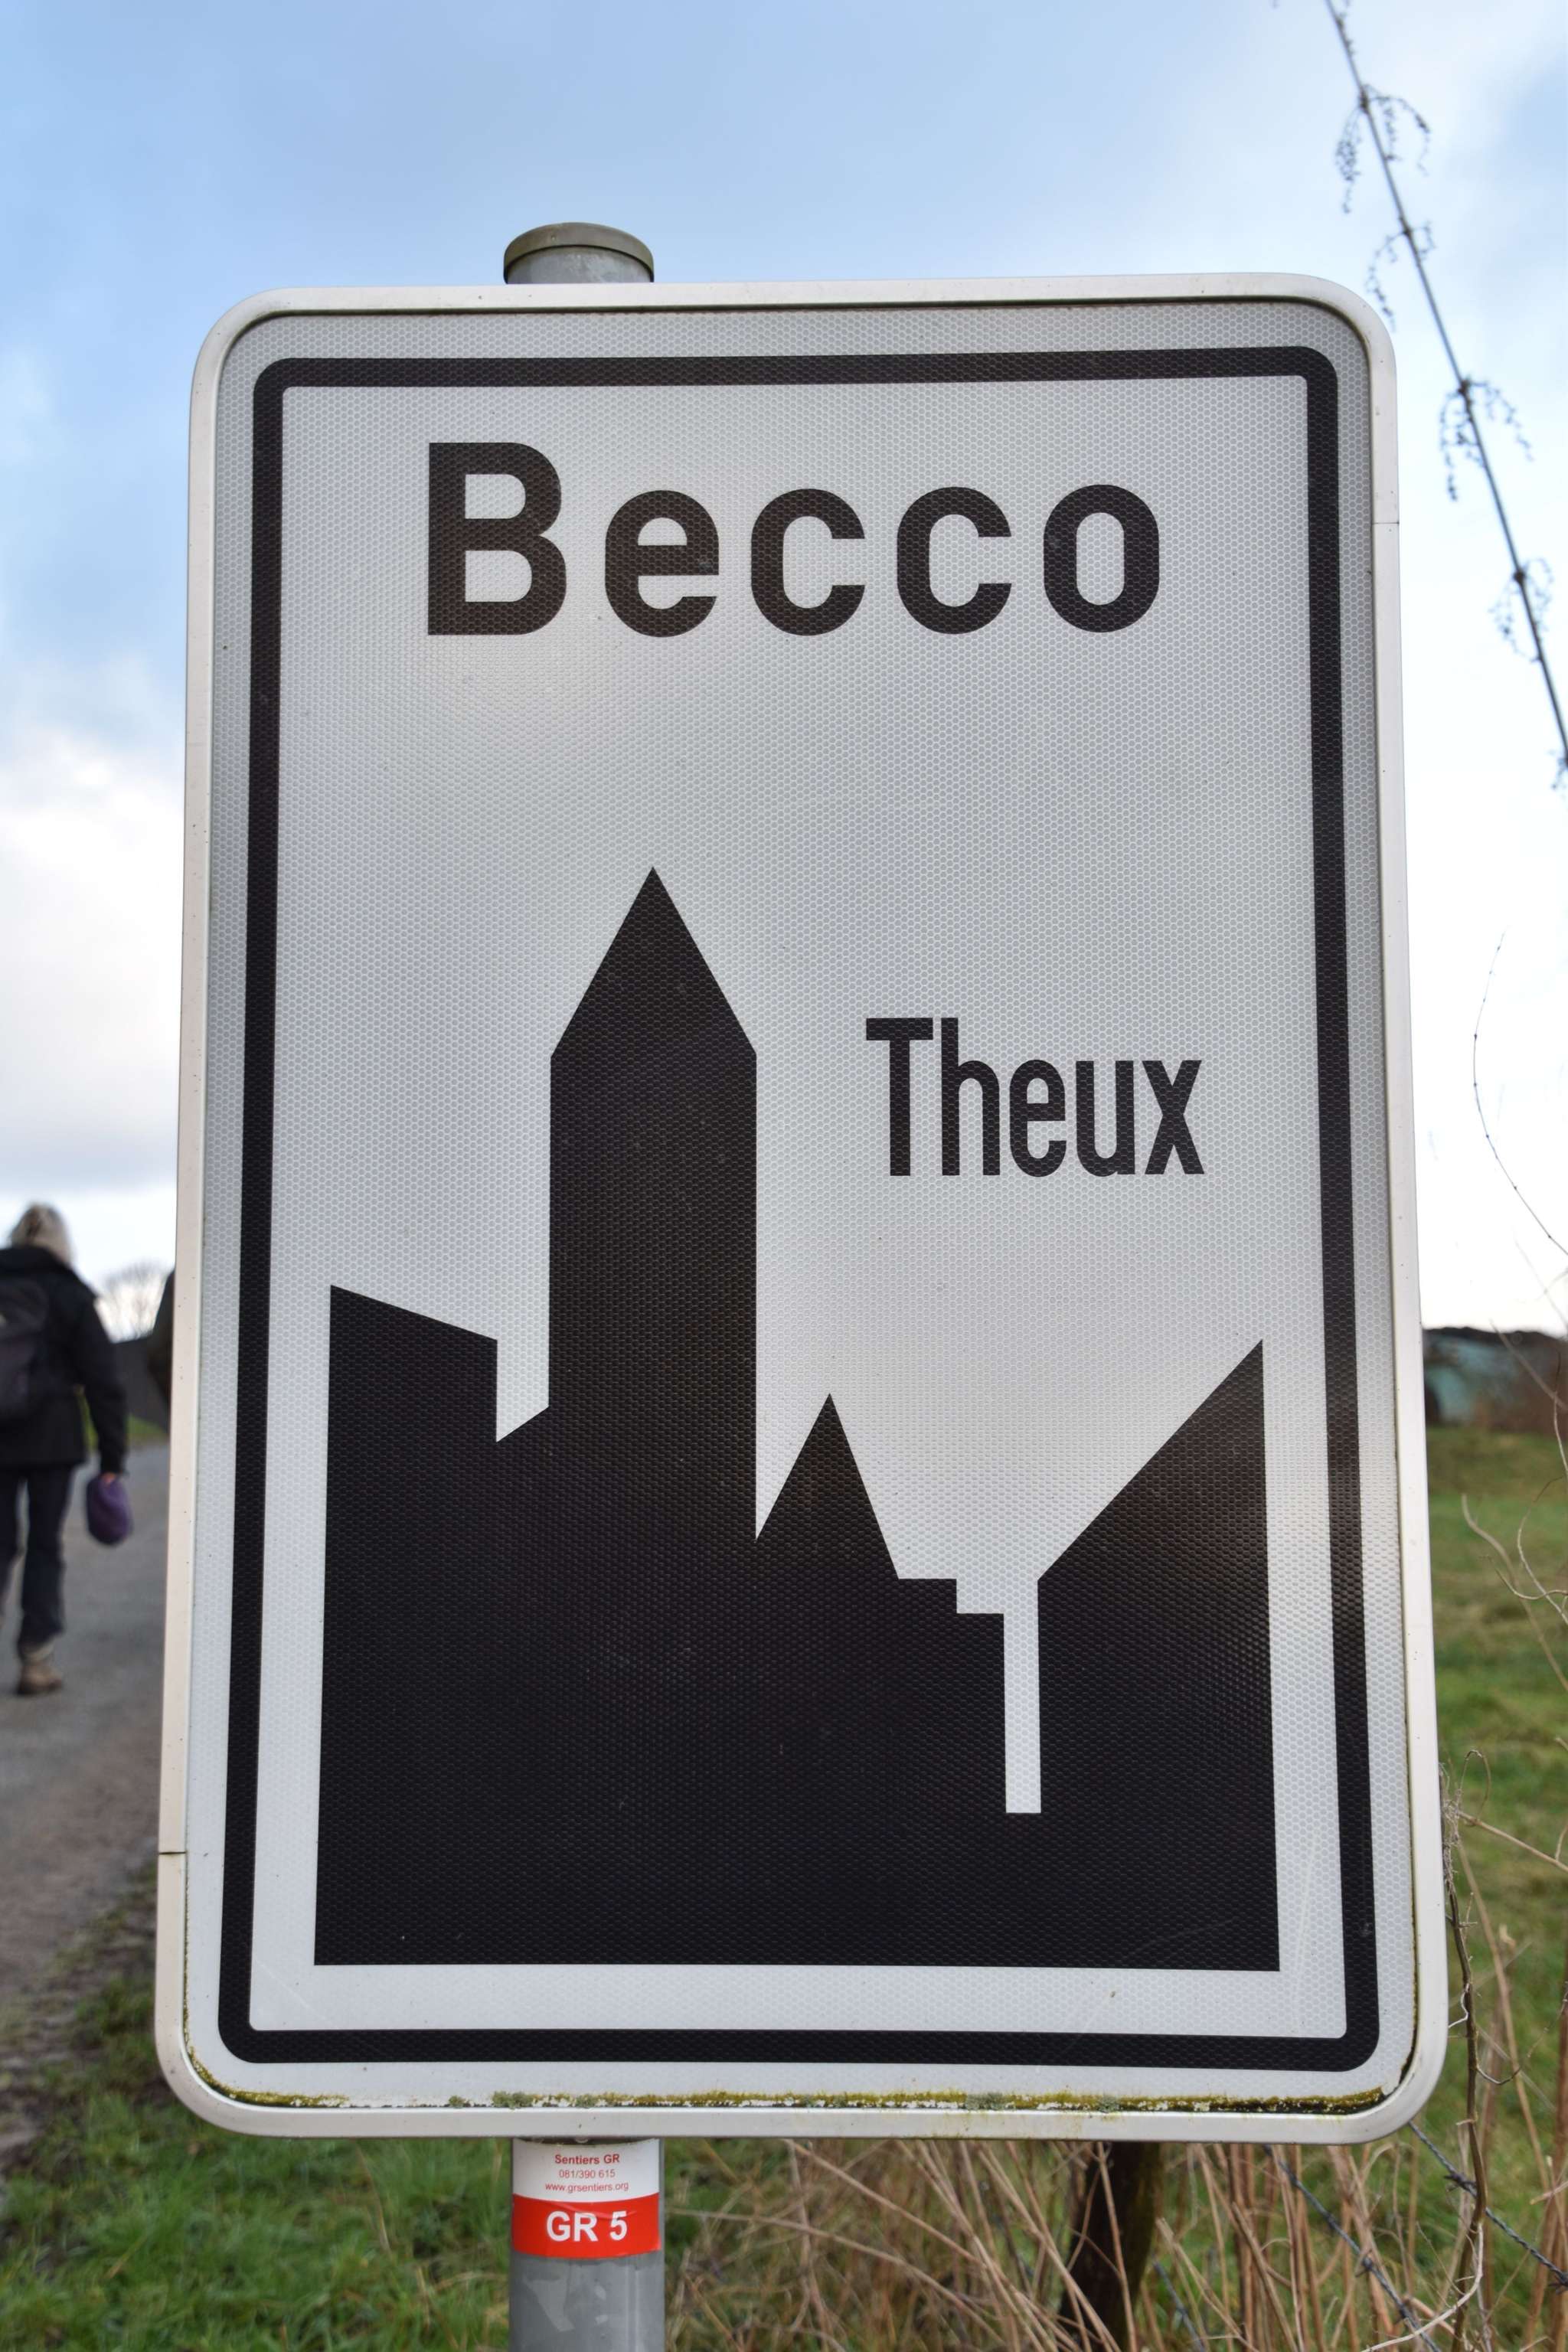 Becco
Theux
Sentiers GR
081/390 615
www.grsentiers.org
GR 5